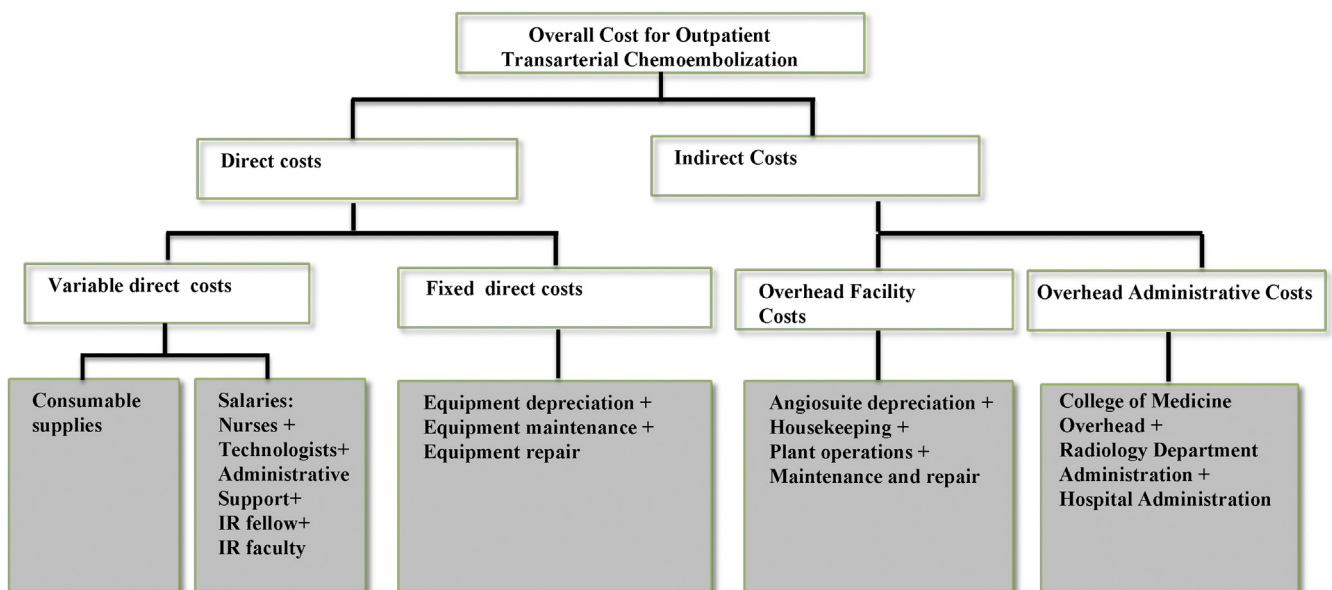 Overall Cost for Outpatient
Transarterial Chemoembolization
Direct costs
Indirect Costs
Variable direct  costs
Fixed  direct costs
Overhead Facility
Costs
Overhead Administrative Costs
Consumable
supplies
Salaries:
Nurses +
Technologists+
Administrative
Support+
IR fellow+
IR faculty
Equipment depreciation +
Equipment maintenance +
Equipment repair
Angiosuite depreciation +
Housekeeping +
Plant operations +
Maintenance and repair
College of Medicine
Overhead +
Radiology Department
Administration +
Hospital Administration